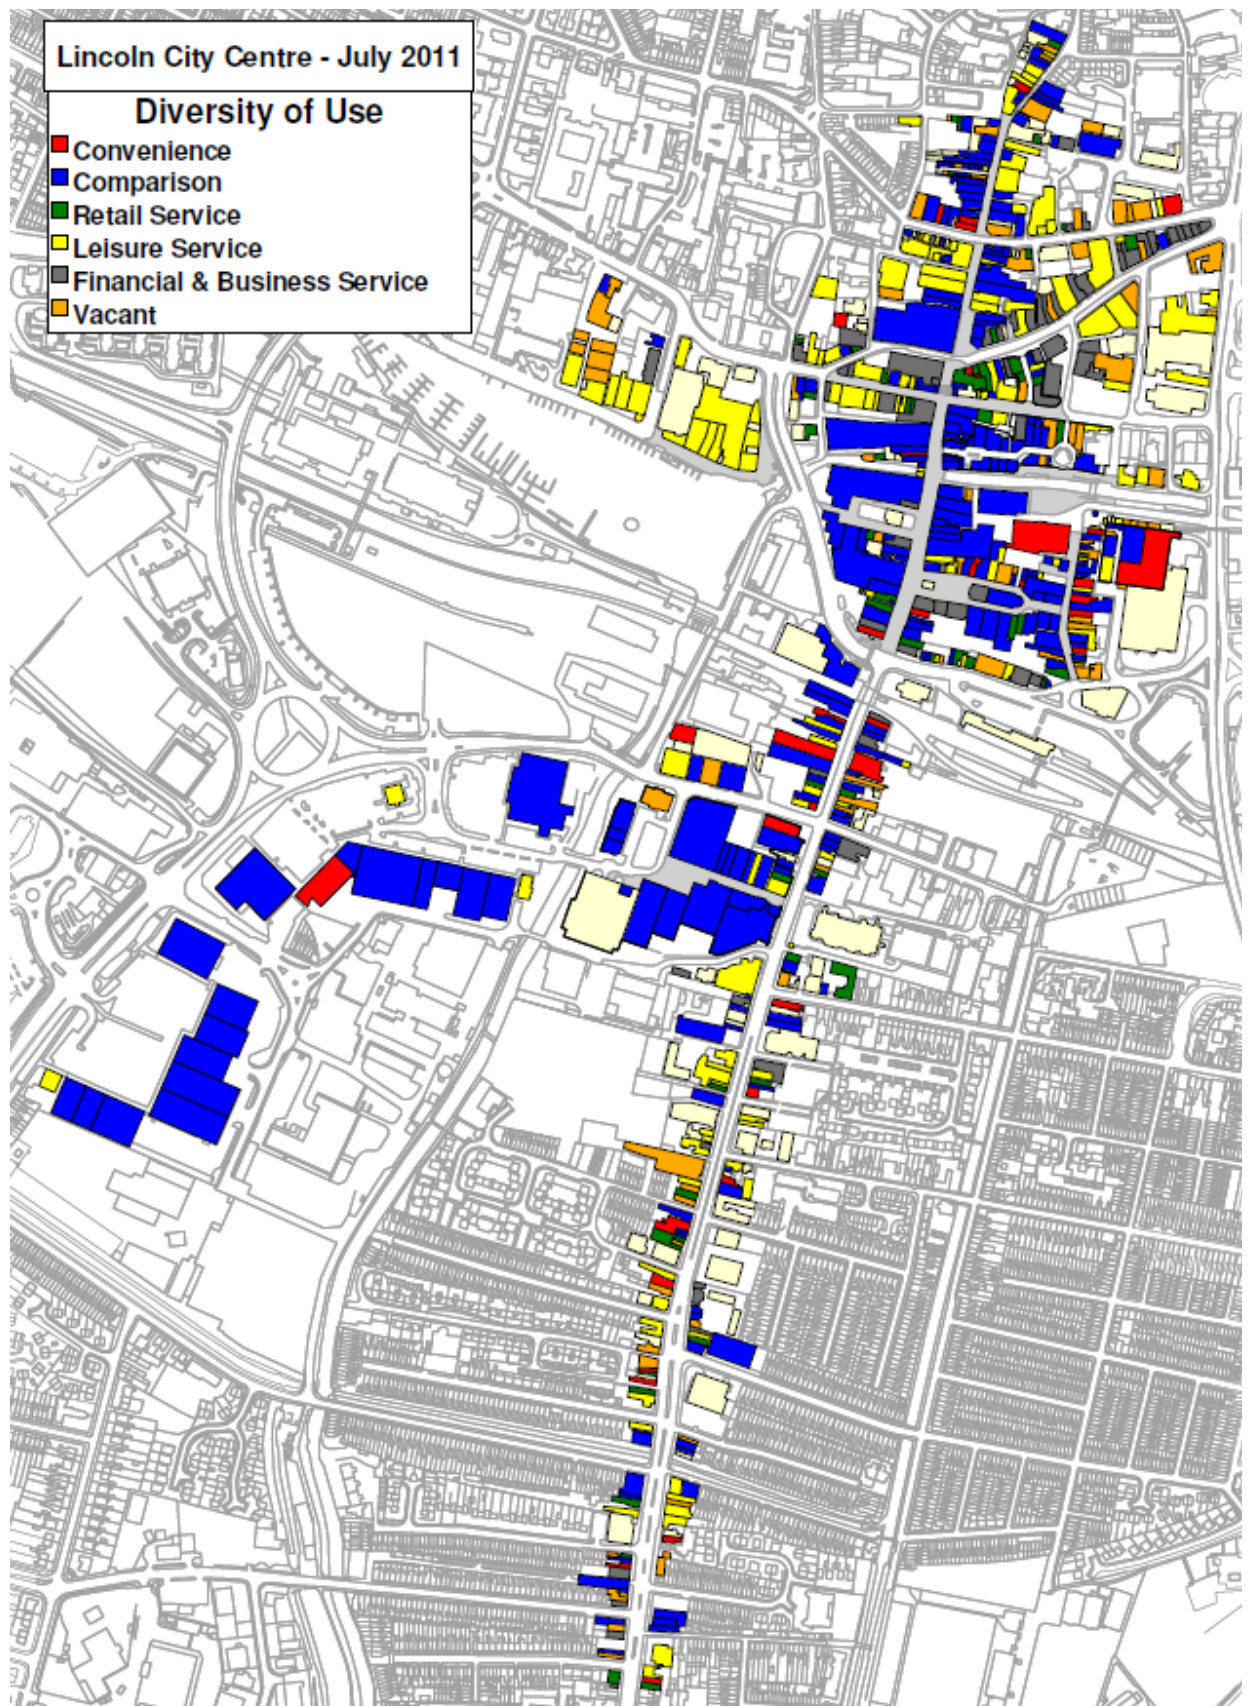 Lincoln City Centre - July 2011
Diversity of Use
Convenience
Comparison
Retail Service
Leisure Service
Financial & Business Service
Vacant